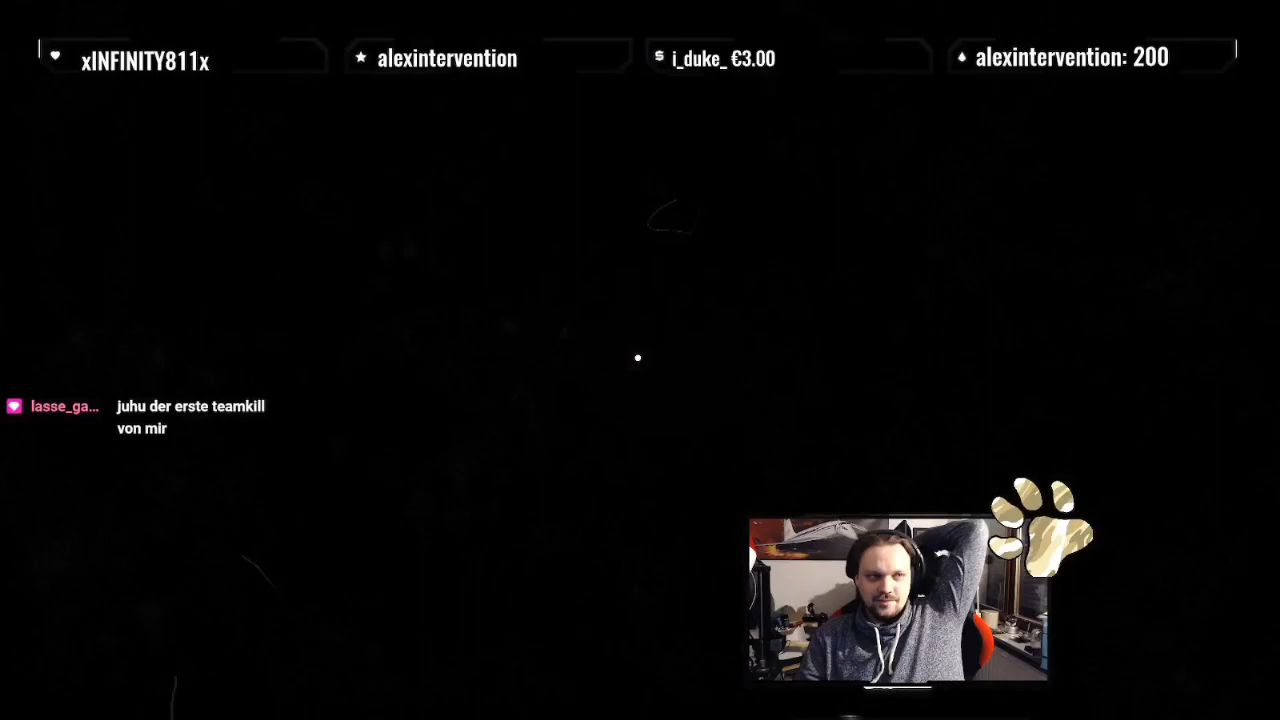 xINFINITY811x
alexintervention
$ i_duke_ €3.00
alexintervention: 200
lasse_ga... juhu der erste teamkill
von mir